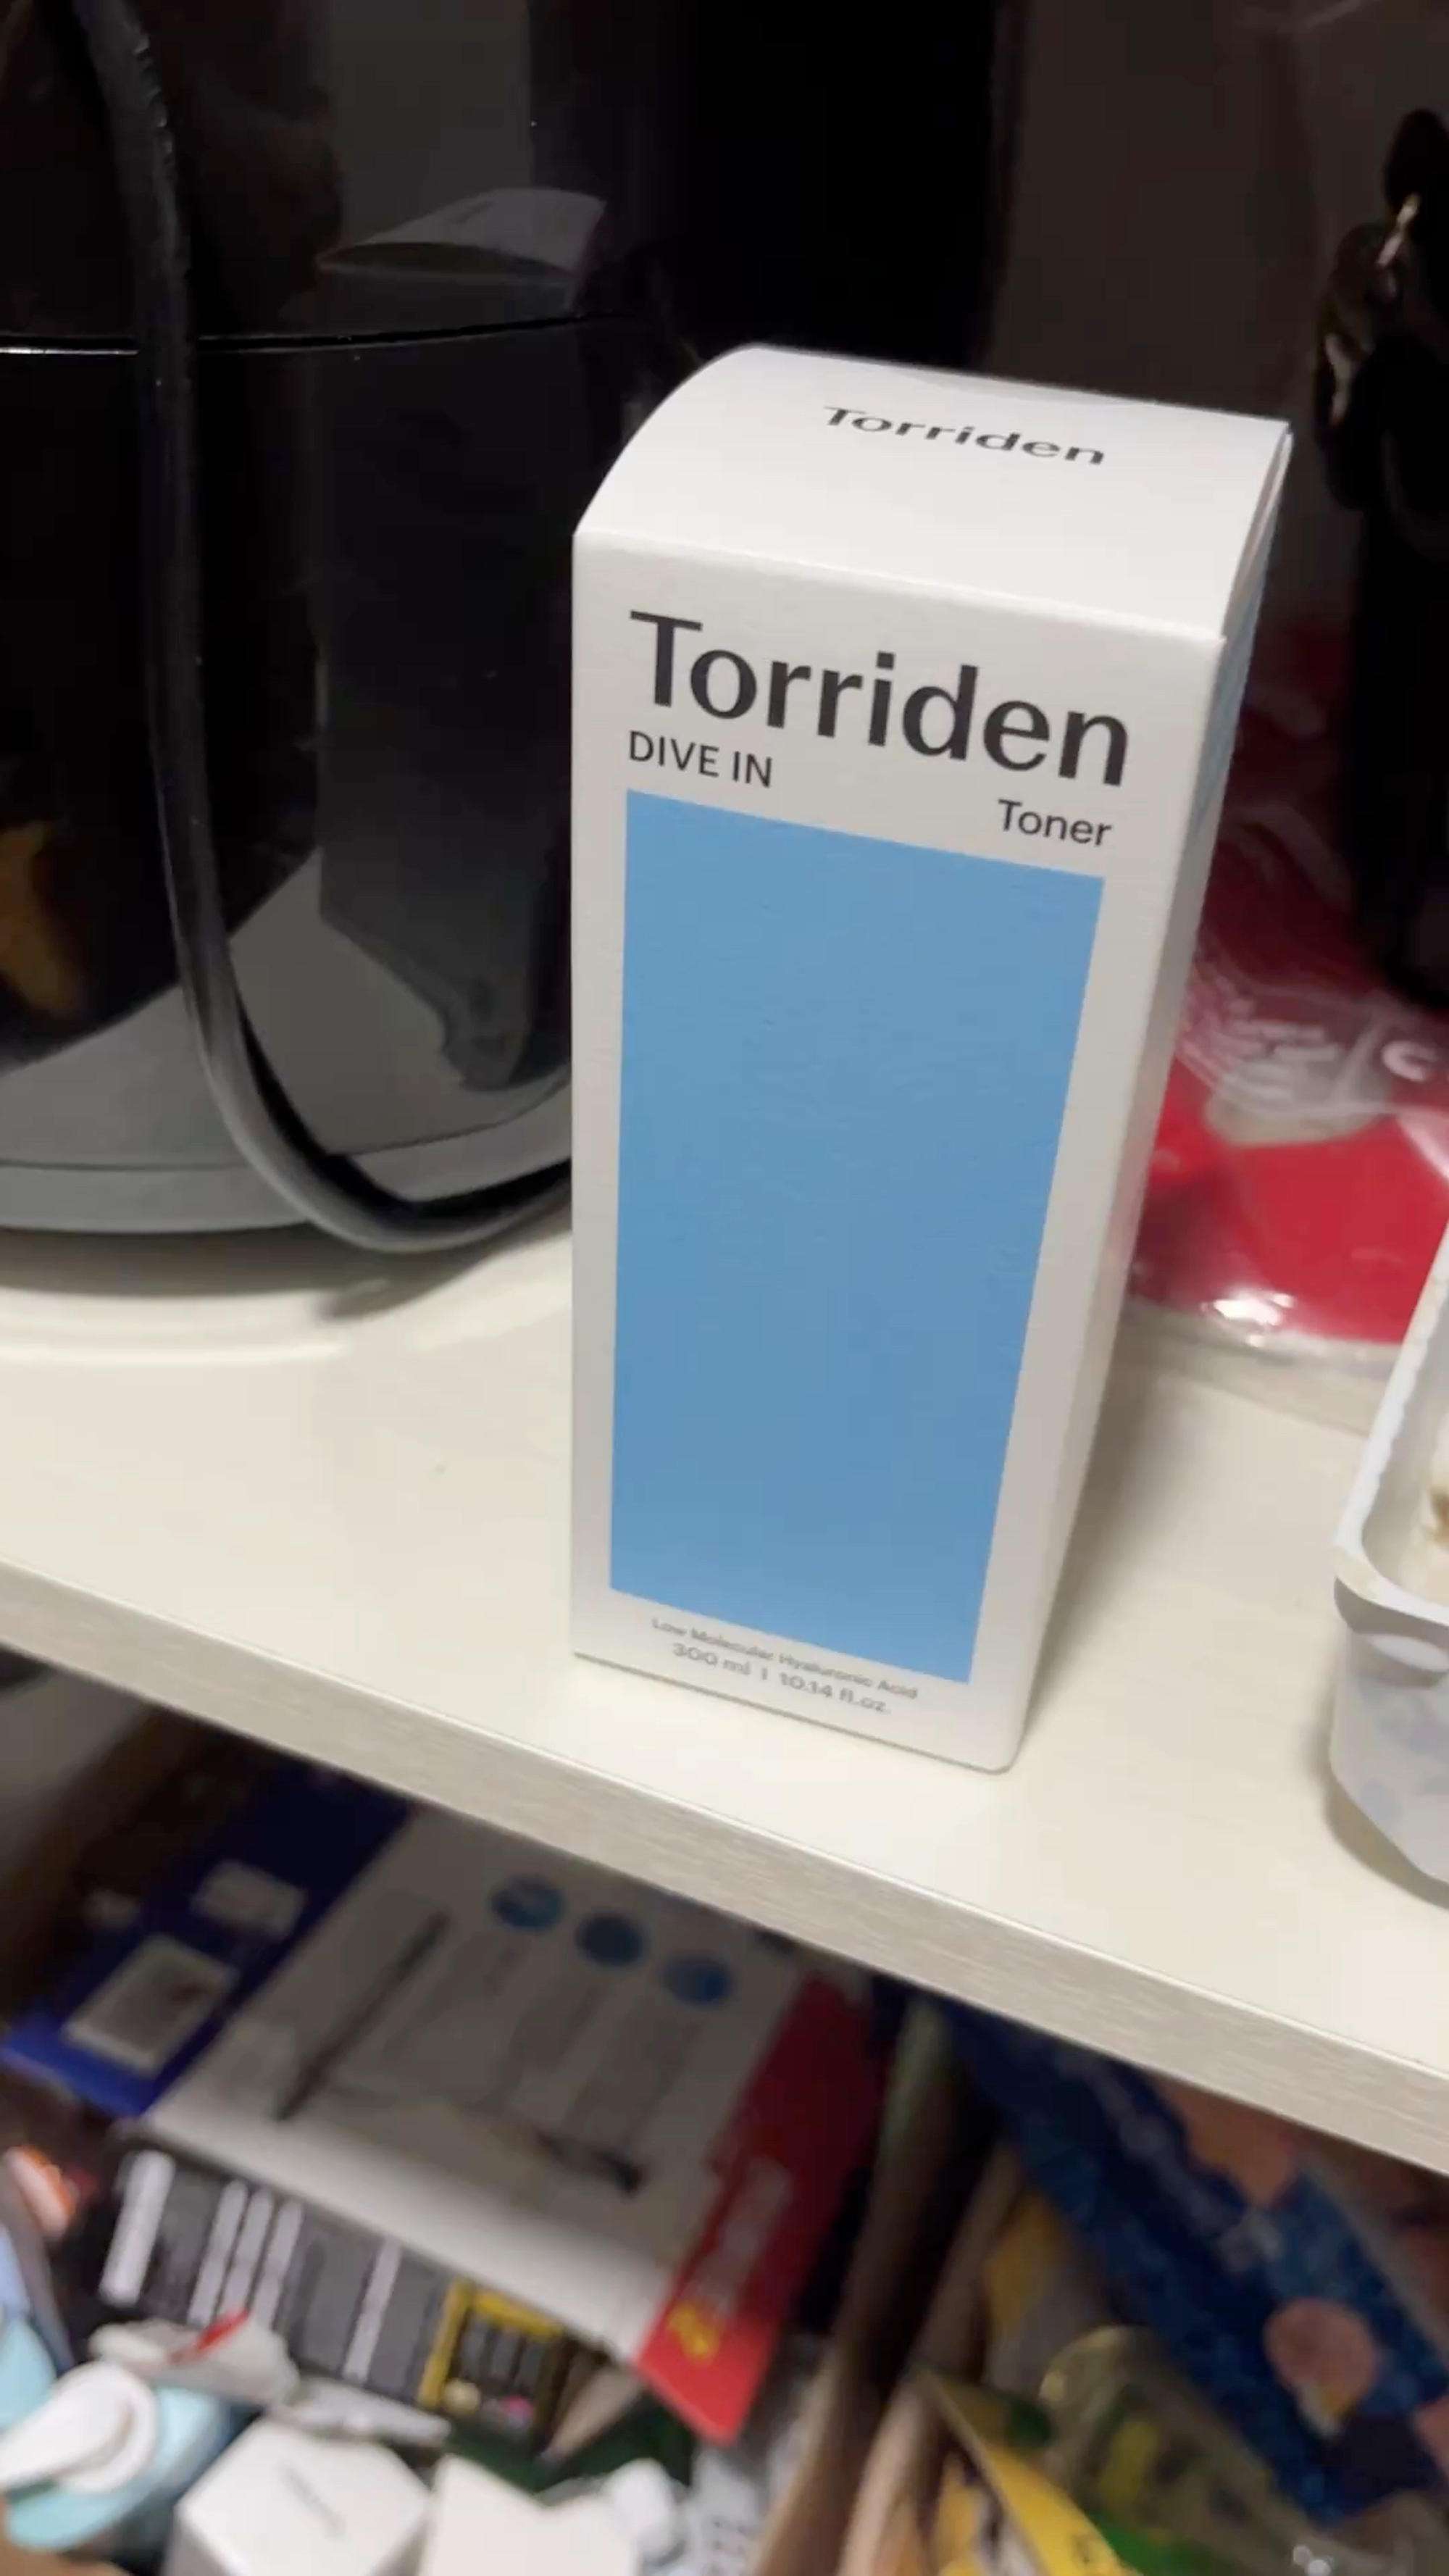 Torriden
Torriden
DIVE IN
Toner
Low Molecular Hyaluronic Acid
300 ml | 10.14 fl.oz.